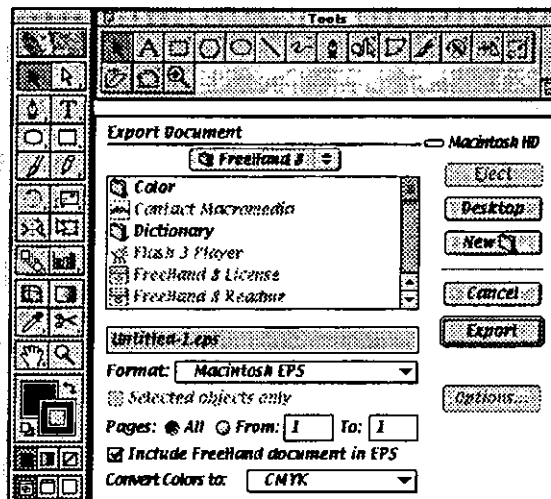 Tools
A
T
Export Document
FreeHand 8
Macintosh HD
Color
Contact Macromedia
Dictionary
Flash 3 Player
FreeHand 8 License
FreeHand 8 Readme
Eject
Desktop
New
Cancel
Export
Untitled-1.eps
Format: Macintosh EPS
Selected objects only
Options...
Pages: All From: 1 To: 1
Include FreeHand document in EPS
Convert Colors to: CMYK